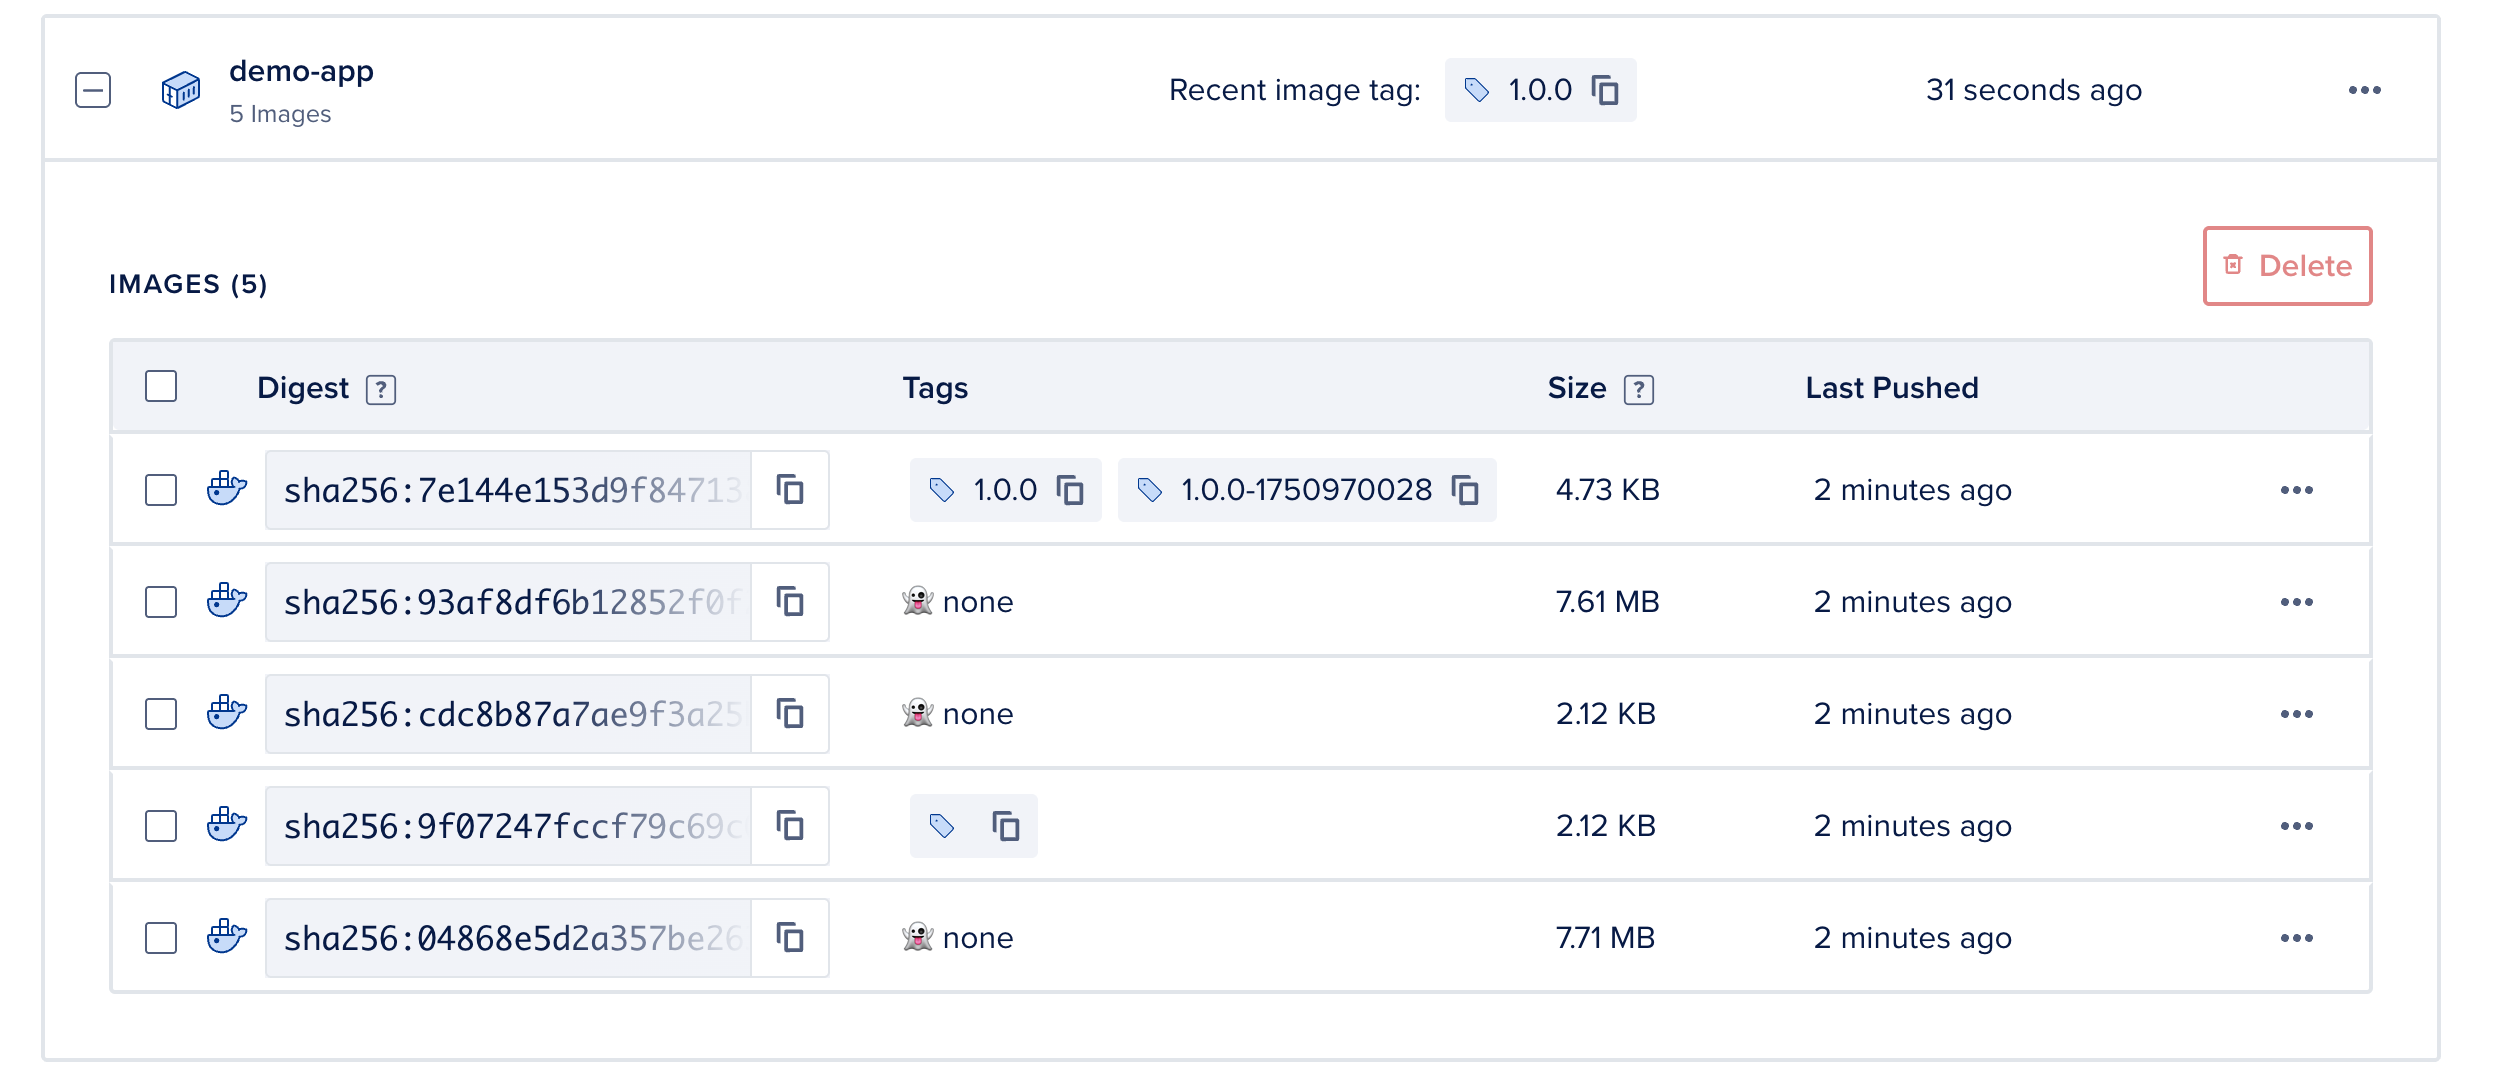 demo-app
5 Images
Recent image tag: 1.0.0
31 seconds ago
Delete
IMAGES (5)
Digest ? Tags Size ? Last Pushed
sha256:7e144e153d9f84713 1.0.0 1.0.0-1750970028 4.73 KB 2 minutes ago
sha256:93af8df6b12852f0f none 7.61 MB 2 minutes ago
sha256:cdc8b87a7ae9f3a25 none 2.12 KB 2 minutes ago
sha256:9f07247fccf79c69c 2.12 KB 2 minutes ago
sha256:04868e5d2a357be26 none 7.71 MB 2 minutes ago